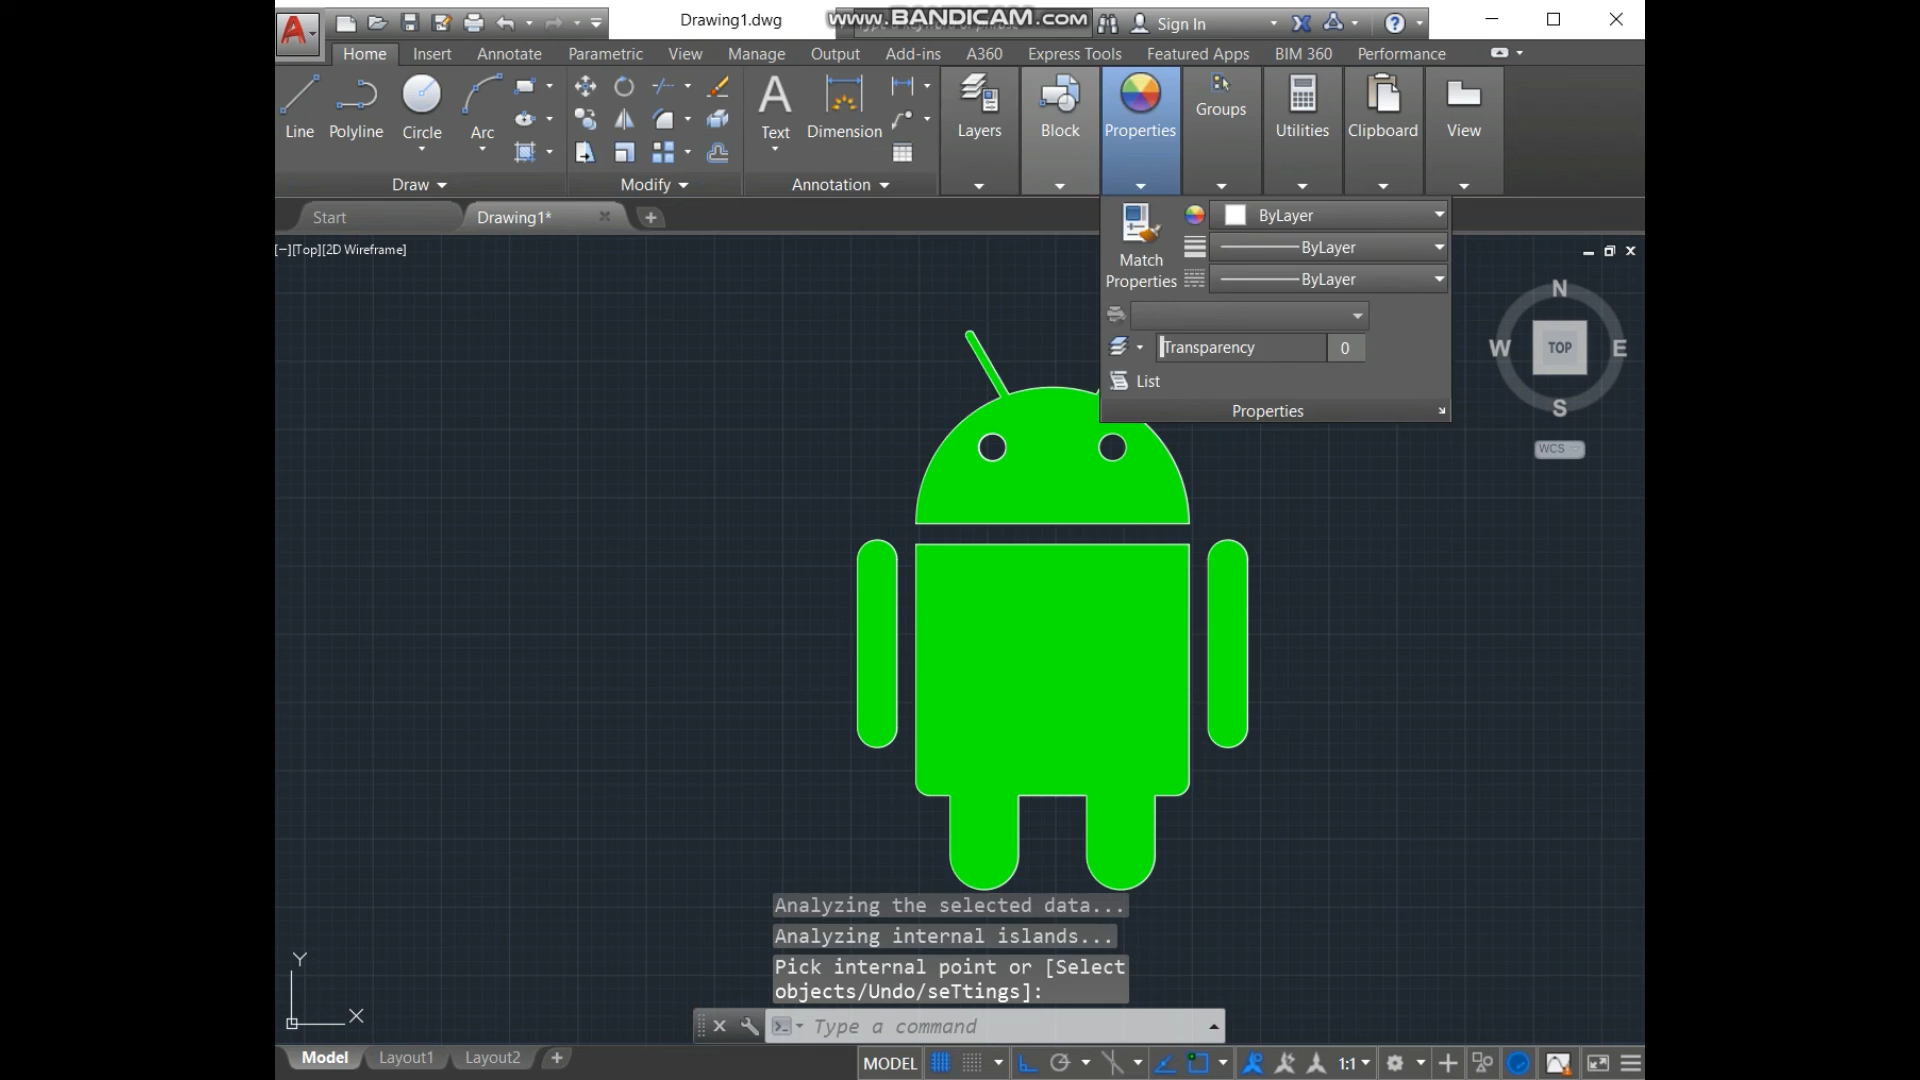 Drawing1.dwg
www.BANDICAM.com
Sign In
Home Insert Annotate Parametric View Manage Output Add-ins A360 Express Tools Featured Apps BIM 360 Performance
Line Polyline Circle Arc
Text Dimension
Layers Block Properties Groups Utilities Clipboard View
Draw Modify Annotation
Start Drawing1*
[−][Top][2D Wireframe]
Match
Properties
ByLayer
ByLayer
ByLayer
Transparency 0
List
Properties
N
W TOP E
S
WCS
Analyzing the selected data...
Analyzing internal islands...
Pick internal point or [Select
objects/Undo/seTtings]:
Type a command
Y
X
Model Layout1 Layout2
MODEL 1:1